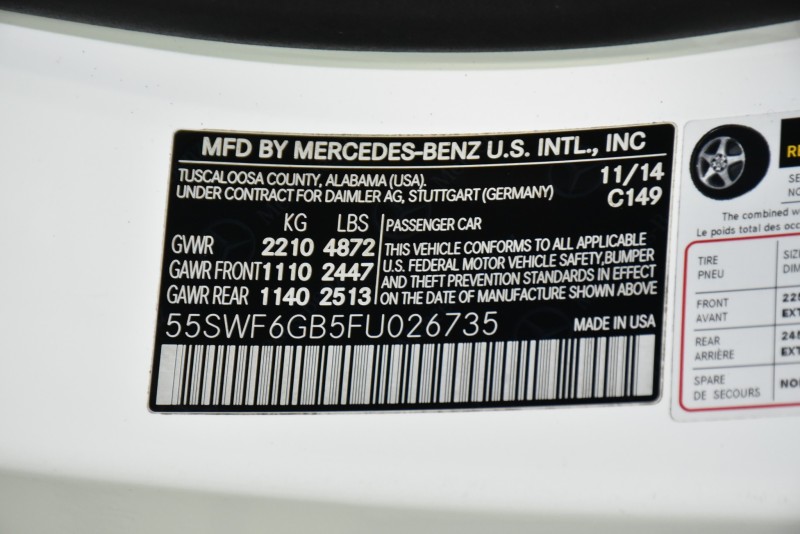 MFD BY MERCEDES-BENZ U.S. INTL., INC
TUSCALOOSA COUNTY, ALABAMA (USA). 11/14
UNDER CONTRACT FOR DAIMLER AG, STUTTGART (GERMANY) C149
KG LBS
GWR 2210 4872
GAWR FRONT 1110 2447
GAWR REAR 1140 2513
PASSENGER CAR
THIS VEHICLE CONFORMS TO ALL APPLICABLE
U.S. FEDERAL MOTOR VEHICLE SAFETY,BUMPER
AND THEFT PREVENTION STANDARDS IN EFFECT
ON THE DATE OF MANUFACTURE SHOWN ABOVE
55SWF6GB5FU026735 MADE IN USA
The combined
Le poids total des
TIRE
PNEU
FRONT
AVANT
REAR
ARRIÈRE
SPARE
DE SECOURS